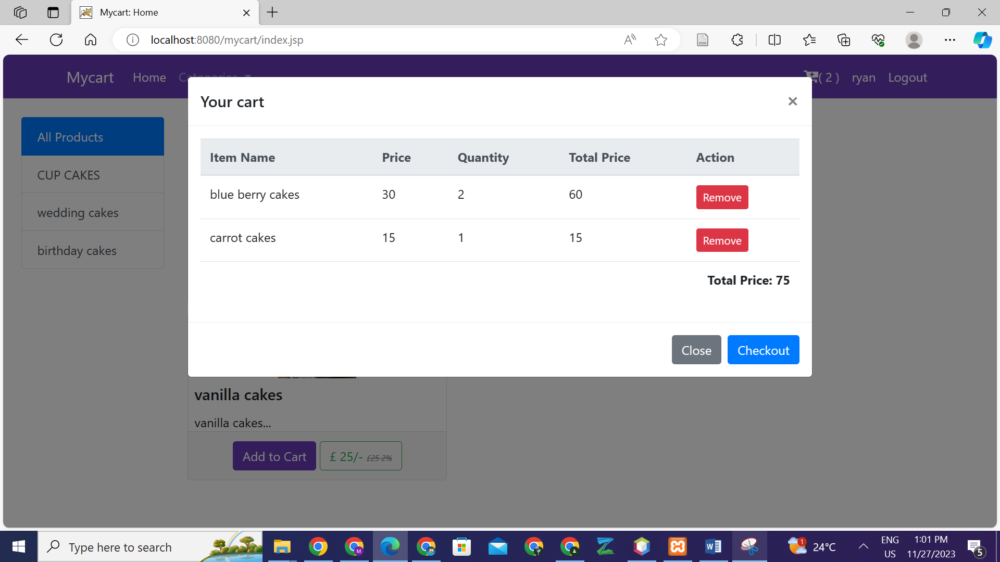 Mycart: Home
localhost:8080/mycart/index.jsp
Mycart Home Categories ( 2 ) ryan Logout
Your cart ×
All Products
CUP CAKES
wedding cakes
birthday cakes
Item Name Price Quantity Total Price Action
blue berry cakes 30 2 60 Remove
carrot cakes 15 1 15 Remove
Total Price: 75
Close Checkout
vanilla cakes
vanilla cakes...
Add to Cart £ 25/- £25 2%
Type here to search
M
1
24°C
ENG
US
1:01 PM
11/27/2023
5